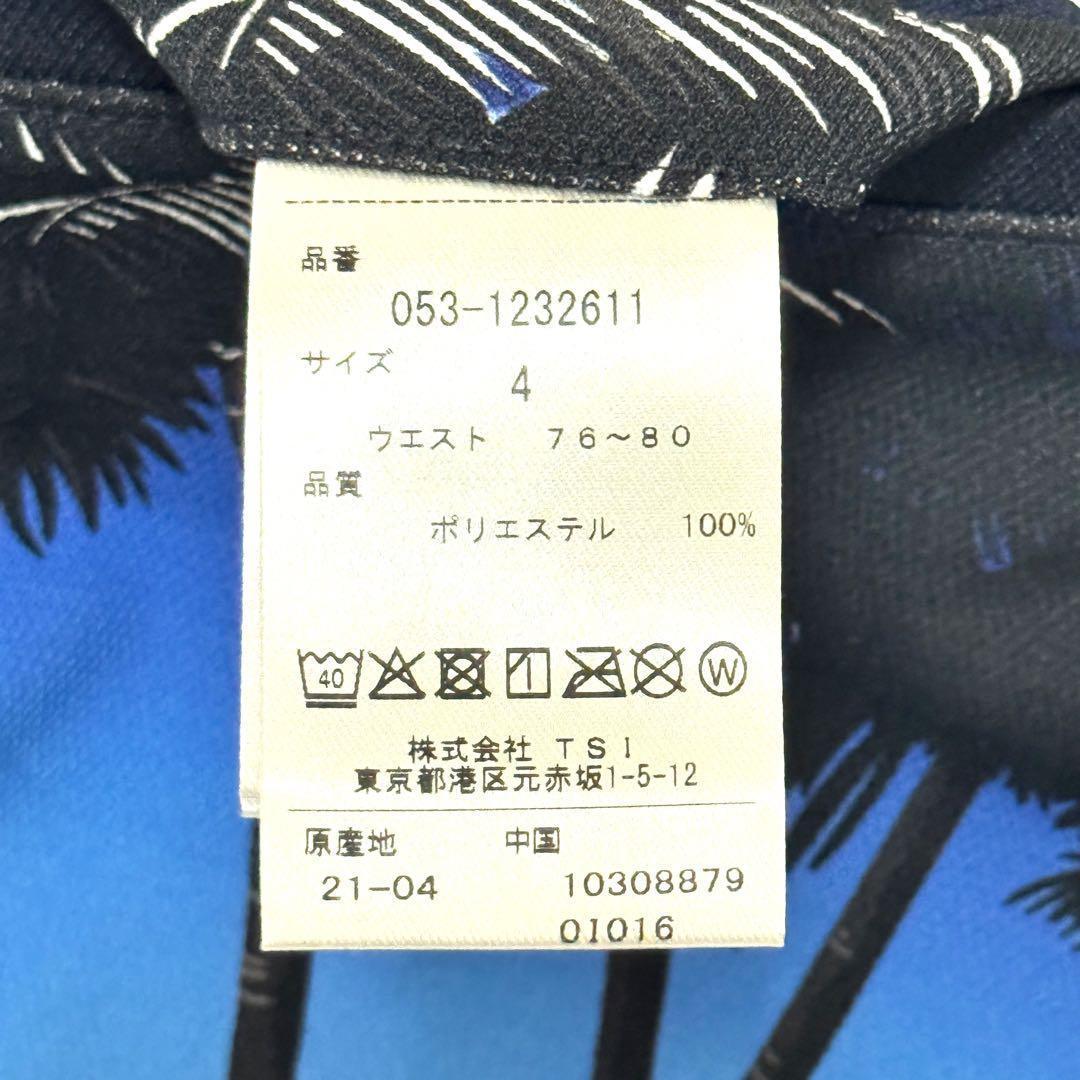 品番
053-1232611
サイズ
4
ウエスト 76～80
品質
ポリエステル 100%
40
W
株式会社 TSI
東京都港区元赤坂1-5-12
原産地 中国
21-04 10308879
01016